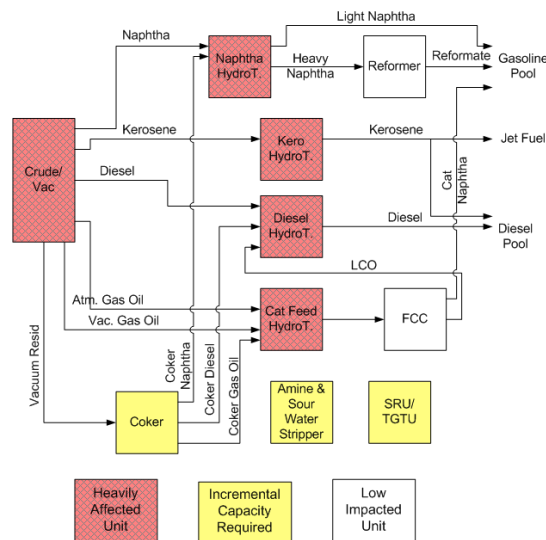 Light Naphtha
Naphtha
Naphtha
HydroT.
Heavy
Naphtha
Reformer
Reformate
Gasoline
Pool
Crude/
Vac
Kerosene
Kero
HydroT.
Kerosene
Jet Fuel
Cat
Naphtha
Diesel
Diesel
HydroT.
Diesel
Diesel
Pool
LCO
Atm. Gas Oil
Vac. Gas Oil
Cat Feed
HydroT.
FCC
Vacuum Resid
Coker
Naphtha
Coker Diesel
Coker Gas Oil
Coker
Amine &
Sour
Water
Stripper
SRU/
TGTU
Heavily
Affected
Unit
Incremental
Capacity
Required
Low
Impacted
Unit